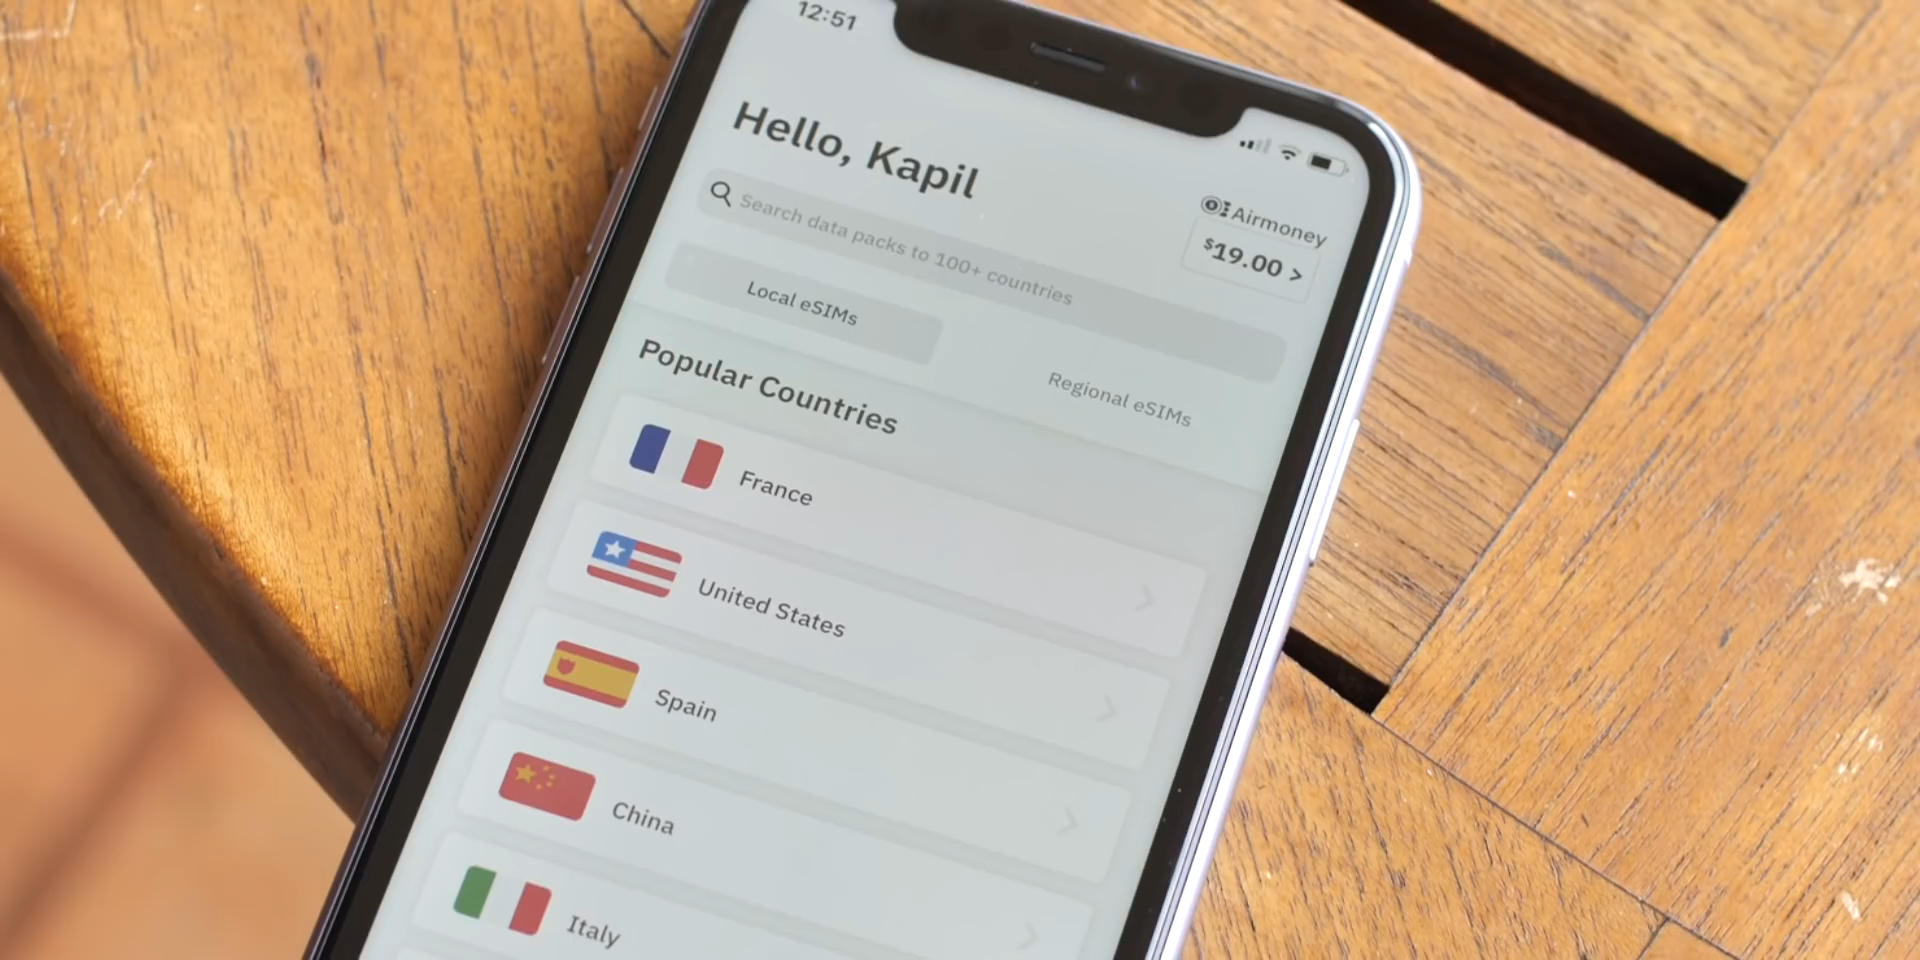 12:51
Hello, Kapil
Airmoney
$19.00 >
Search data packs to 100+ countries
Local eSIMs
Regional eSIMs
Popular Countries
France
United States
Spain
China
Italy